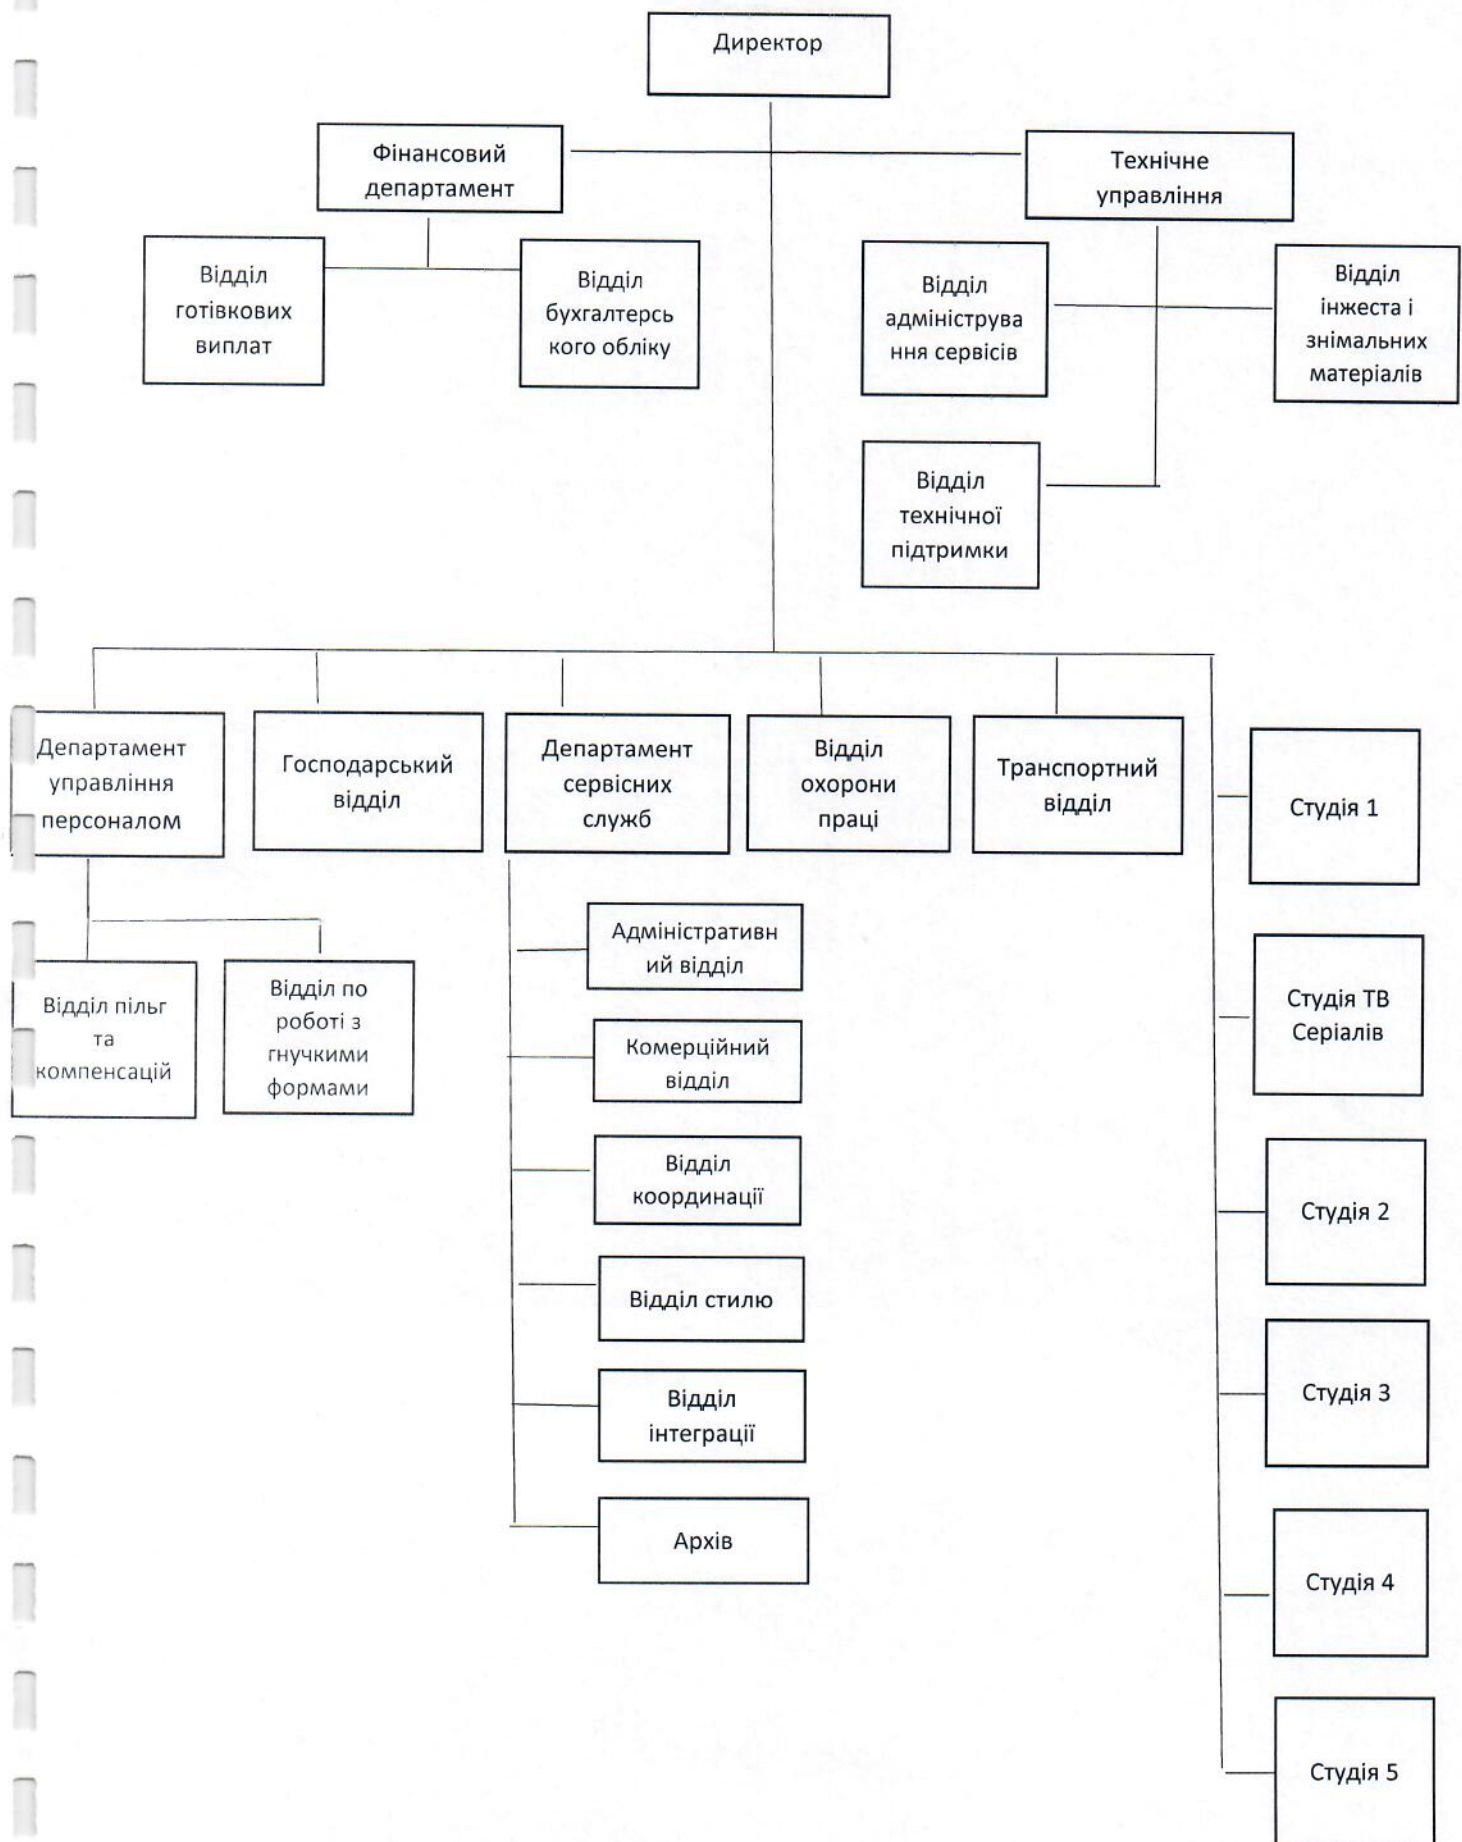 Директор
Фінансовий
департамент
Технічне
управління
Відділ
готівкових
виплат
Відділ
бухгалтерсь
кого обліку
Відділ
адмініструва
ння сервісів
Відділ
інжеста і
знімальних
матеріалів
Відділ
технічної
підтримки
Департамент
управління
персоналом
Господарський
відділ
Департамент
сервісних
служб
Відділ
охорони
праці
Транспортний
відділ
Студія 1
Відділ пільг
та
компенсацій
Відділ по
роботі з
гнучкими
формами
Адміністративн
ий відділ
Комерційний
відділ
Відділ
координації
Відділ стилю
Відділ
інтеграції
Архів
Студія ТВ
Серіалів
Студія 2
Студія 3
Студія 4
Студія 5